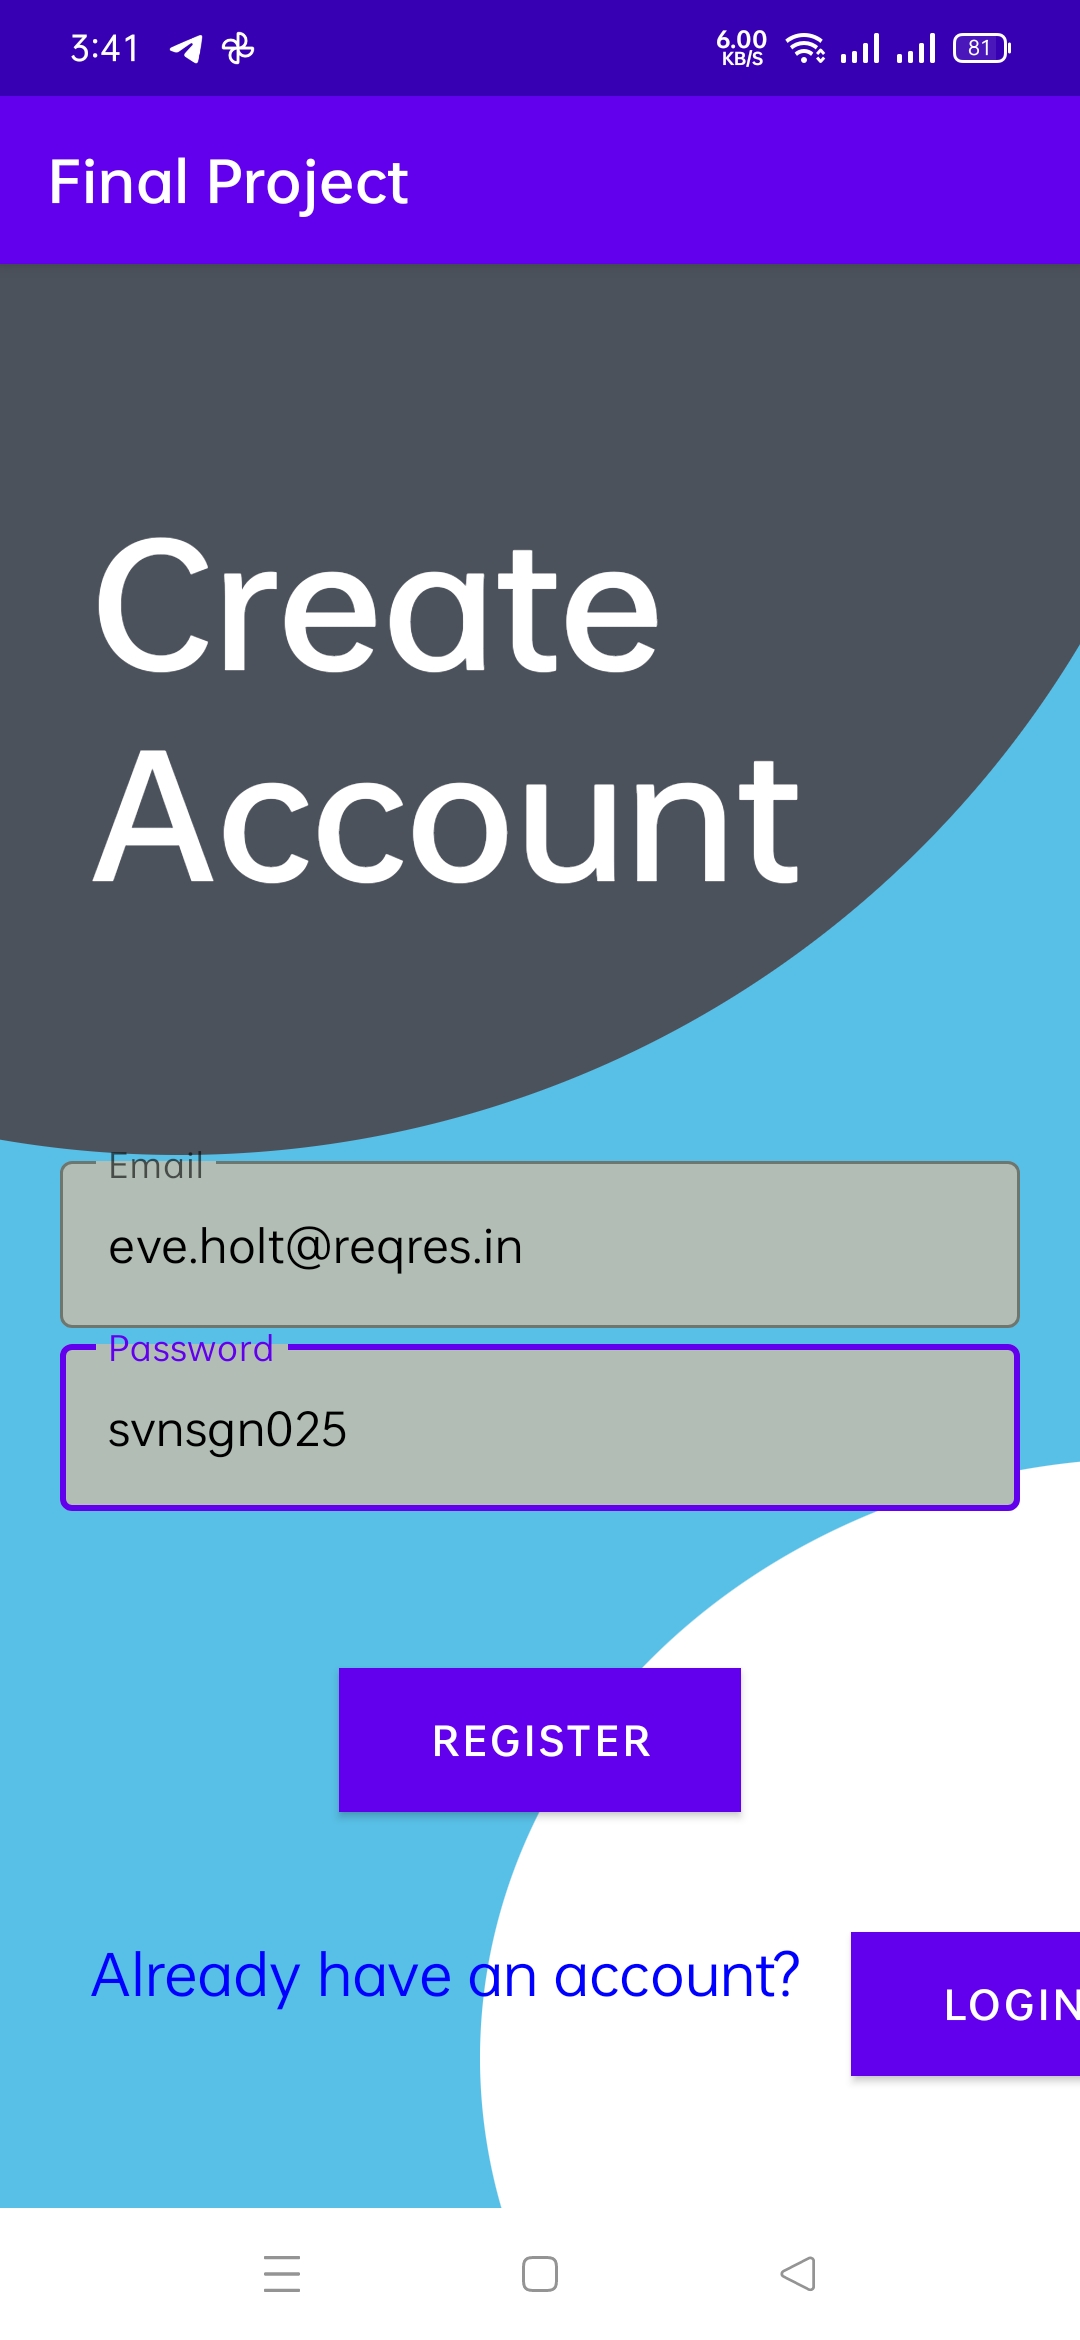 3:41 6.00 KB/S 81
Final Project
Create
Account
Email
eve.holt@reqres.in
Password
svnsgn025
REGISTER
Already have an account? LOGIN